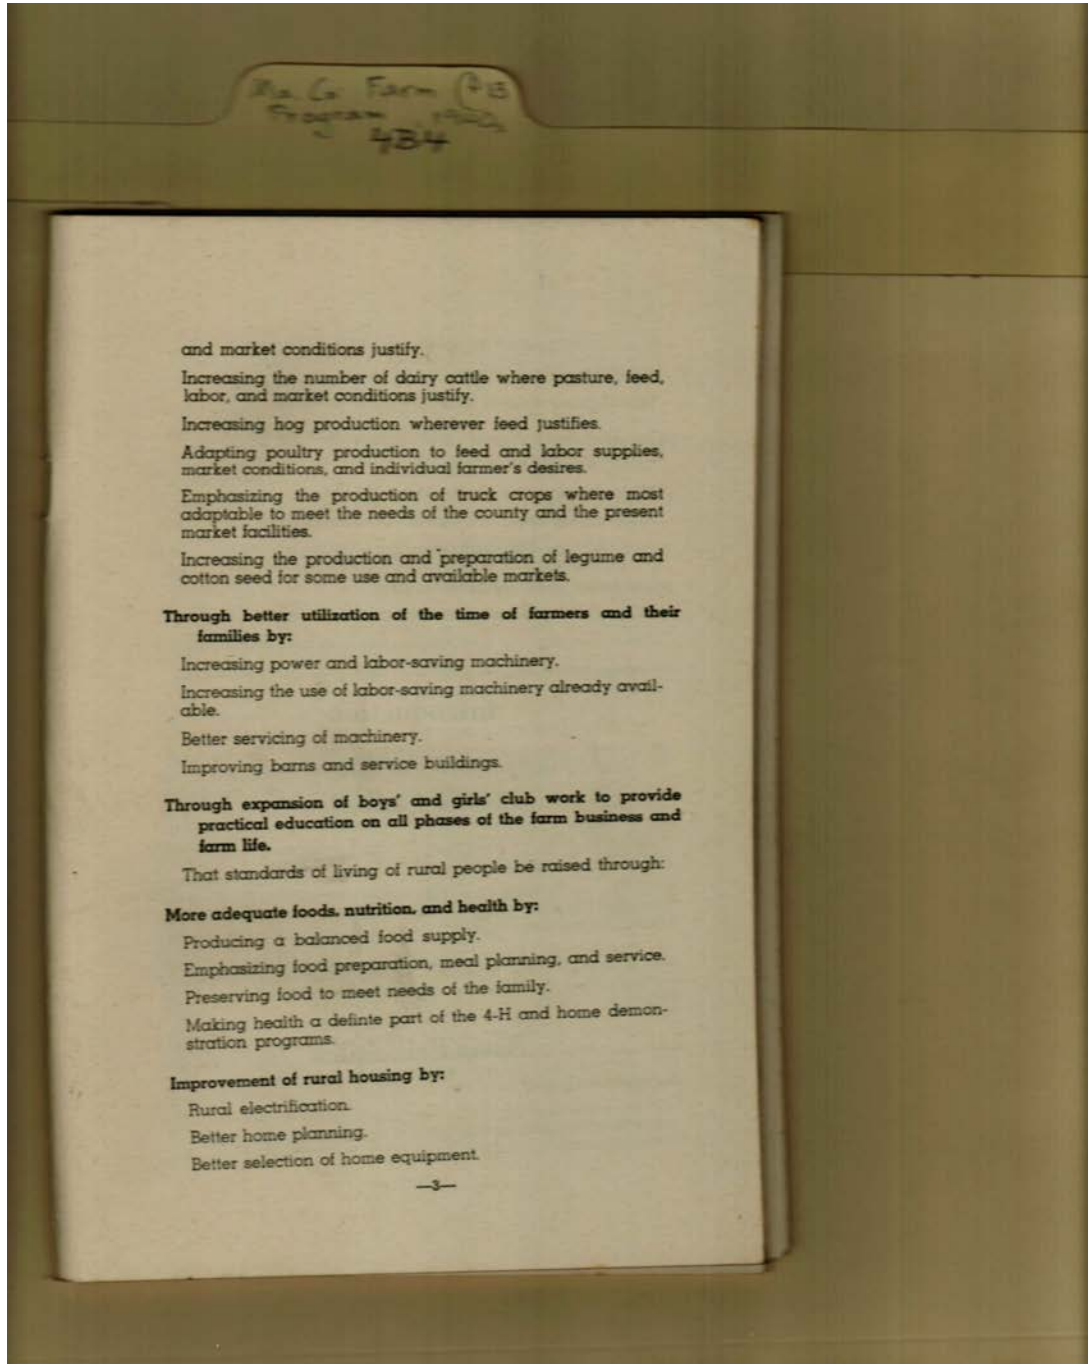 Co Farm
Program
4B4
and market conditions justify.
Increasing the number of dairy cattle where pasture, feed,
labor, and market conditions justify.
Increasing hog production wherever feed justifies.
Adapting poultry production to feed and labor supplies,
market conditions, and individual farmer's desires.
Emphasizing the production of truck crops where most
adaptable to meet the needs of the county and the present
market facilities.
Increasing the production and preparation of legume and
cotton seed for some use and available markets.
Through better utilization of the time of farmers and their
families by:
Increasing power and labor-saving machinery.
Increasing the use of labor-saving machinery already avail-
able.
Better servicing of machinery.
Improving barns and service buildings.
Through expansion of boys' and girls' club work to provide
practical education on all phases of the farm business and
farm life.
That standards of living of rural people be raised through:
More adequate foods, nutrition, and health by:
Producing a balanced food supply.
Emphasizing food preparation, meal planning, and service.
Preserving food to meet needs of the family.
Making health a definte part of the 4-H and home demon-
stration programs.
Improvement of rural housing by:
Rural electrification.
Better home planning.
Better selection of home equipment.
—3—